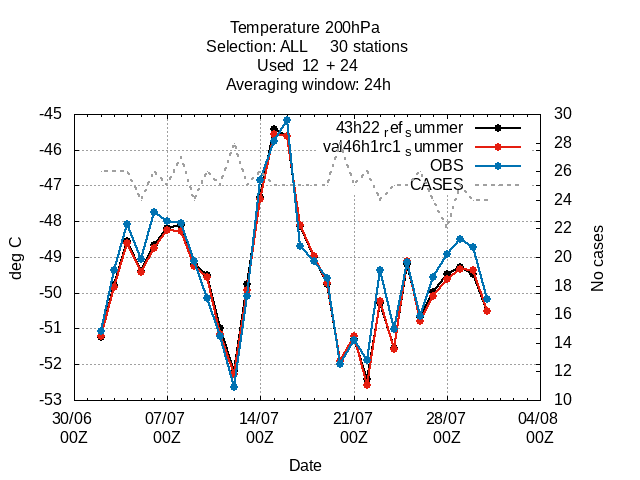 Temperature 200hPa
Selection: ALL 30 stations
Used 12 + 24
Averaging window: 24h
-45 30
43h22 ref summer
-46 28
val46h1rc1 summer
OBS
-47 26
CASES
-48 24
-49 22
-50 20
-51 18
-52 16
-53 14
12
10
deg C
No cases
30/06 07/07 14/07 21/07 28/07 04/08
00Z 00Z 00Z 00Z 00Z 00Z
Date